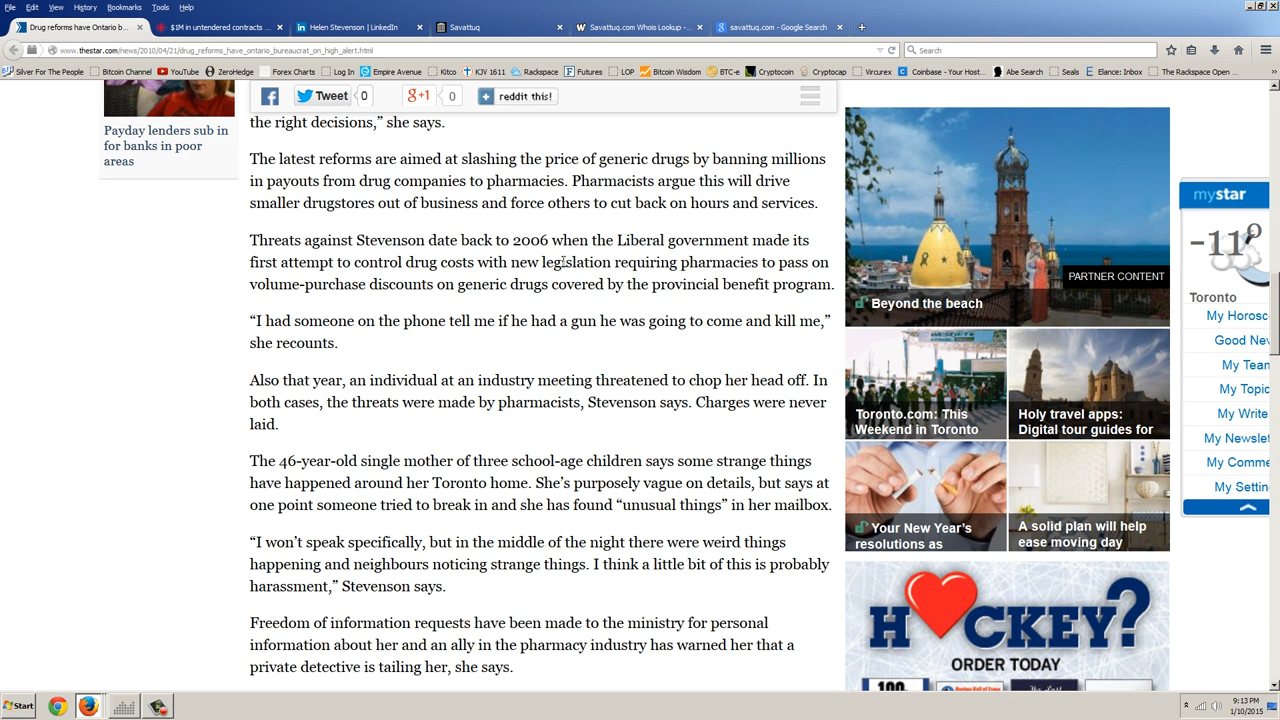 File Edit View History Bookmarks Tools Help
Drug reforms have Ontario b...
$1M in untendered contracts ...
Helen Stevenson | LinkedIn
Savattuq
Savattuq.com Whois Lookup -...
savattuq.com - Google Search
www.thestar.com/news/2010/04/21/drug_reforms_have_ontario_bureaucrat_on_high_alert.html
Search
Silver For The People Bitcoin Channel YouTube ZeroHedge Forex Charts Log In Empire Avenue Kitco KJV 1611 Rackspace Futures LOP Bitcoin Wisdom BTC-e Cryptocoin Cryptocap Vircurex Coinbase - Your Host... Abe Search Seals Elance: Inbox The Rackspace Open ...
Payday lenders sub in
for banks in poor
areas
Tweet 0 g+1 0 reddit this!
the right decisions,” she says.
The latest reforms are aimed at slashing the price of generic drugs by banning millions
in payouts from drug companies to pharmacies. Pharmacists argue this will drive
smaller drugstores out of business and force others to cut back on hours and services.
Threats against Stevenson date back to 2006 when the Liberal government made its
first attempt to control drug costs with new legislation requiring pharmacies to pass on
volume-purchase discounts on generic drugs covered by the provincial benefit program.
“I had someone on the phone tell me if he had a gun he was going to come and kill me,”
she recounts.
Also that year, an individual at an industry meeting threatened to chop her head off. In
both cases, the threats were made by pharmacists, Stevenson says. Charges were never
laid.
The 46-year-old single mother of three school-age children says some strange things
have happened around her Toronto home. She’s purposely vague on details, but says at
one point someone tried to break in and she has found “unusual things” in her mailbox.
“I won’t speak specifically, but in the middle of the night there were weird things
happening and neighbours noticing strange things. I think a little bit of this is probably
harassment,” Stevenson says.
Freedom of information requests have been made to the ministry for personal
information about her and an ally in the pharmacy industry has warned her that a
private detective is tailing her, she says.
PARTNER CONTENT
Beyond the beach
Toronto.com: This
Weekend in Toronto
Holy travel apps:
Digital tour guides for
Your New Year’s
resolutions as
A solid plan will help
ease moving day
HOCKEY?
ORDER TODAY
100
mystar
-11°
Toronto
My Horosc
Good Nev
My Team
My Topic
My Write
My Newslet
My Comme
My Setting
Start
9:13 PM
1/10/2015